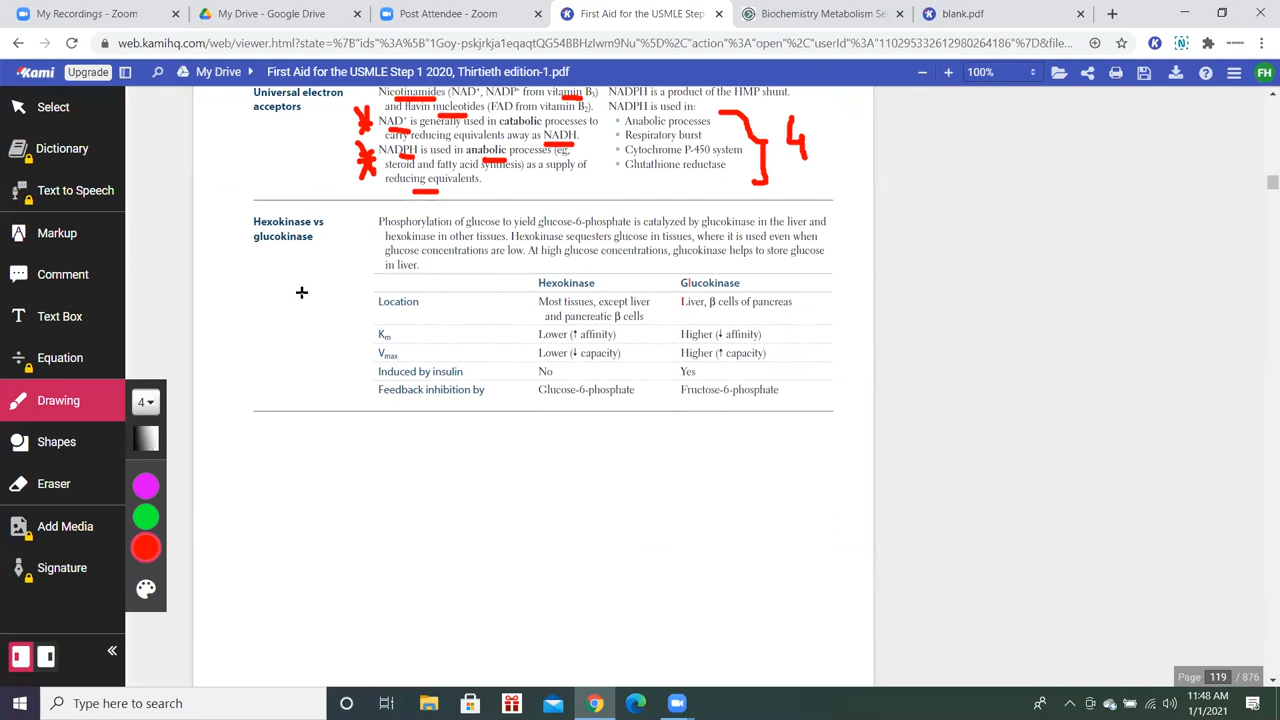 My Recordings - Zoom
My Drive - Google Drive
Post Attendee - Zoom
First Aid for the USMLE Step
Biochemistry Metabolism Se
blank.pdf
web.kamihq.com/web/viewer.html?state=%7B"ids"%3A%5B"1Goy-pskjrkja1eqaqtQG54BBHzlwm9Nu"%5D%2C"action"%3A"open"%2C"userId"%3A"110295332612980264186"%7D&file...
Kami
Upgrade
My Drive
First Aid for the USMLE Step 1 2020, Thirtieth edition-1.pdf
100%
Select
Dictionary
Text to Speech
Markup
Comment
Text Box
Equation
Drawing
Shapes
Eraser
Add Media
Signature
4
Universal electron
acceptors
Nicotinamides (NAD⁺, NADP⁺ from vitamin B₃)
and flavin nucleotides (FAD from vitamin B₂).
NAD⁺ is generally used in catabolic processes to
carry reducing equivalents away as NADH.
NADPH is used in anabolic processes (eg,
steroid and fatty acid synthesis) as a supply of
reducing equivalents.
NADPH is a product of the HMP shunt.
NADPH is used in:
▪ Anabolic processes
▪ Respiratory burst
▪ Cytochrome P-450 system
▪ Glutathione reductase
4
Hexokinase vs
glucokinase
Phosphorylation of glucose to yield glucose-6-phosphate is catalyzed by glucokinase in the liver and
hexokinase in other tissues. Hexokinase sequesters glucose in tissues, where it is used even when
glucose concentrations are low. At high glucose concentrations, glucokinase helps to store glucose
in liver.
Hexokinase Glucokinase
Location Most tissues, except liver Liver, β cells of pancreas
and pancreatic β cells
Kₘ Lower (↑ affinity) Higher (↓ affinity)
Vmax Lower (↓ capacity) Higher (↑ capacity)
Induced by insulin No Yes
Feedback inhibition by Glucose-6-phosphate Fructose-6-phosphate
Page 119 / 876
Type here to search
11:48 AM
1/1/2021